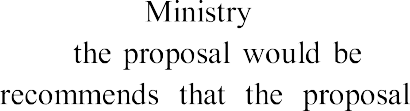 Ministry
the proposal would be
recommends that the proposal